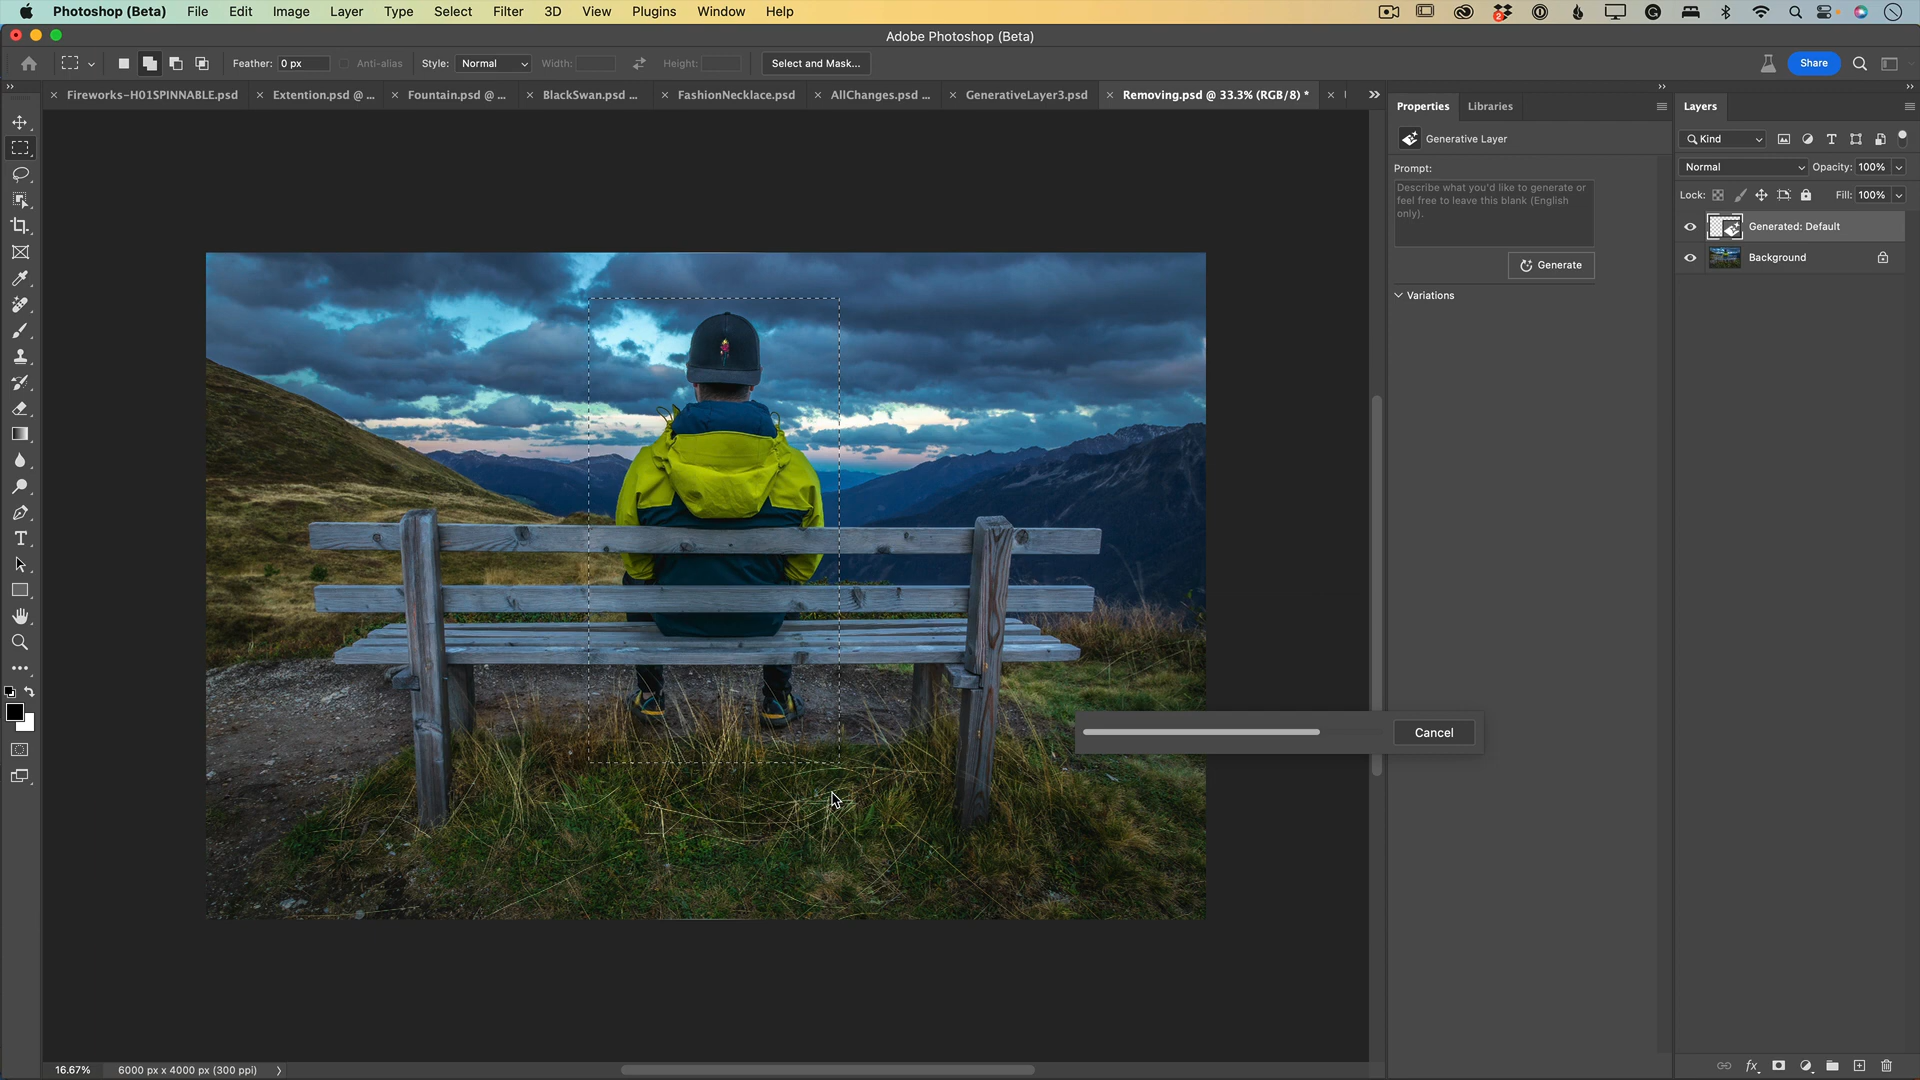 Photoshop (Beta) File Edit Image Layer Type Select Filter 3D View Plugins Window Help
Adobe Photoshop (Beta)
Feather: 0 px Anti-alias Style: Normal Width: Height: Select and Mask... Share
Fireworks-H01SPINNABLE.psd Extention.psd @ ... Fountain.psd @ ... BlackSwan.psd ... FashionNecklace.psd AllChanges.psd ... GenerativeLayer3.psd Removing.psd @ 33.3% (RGB/8) *
Properties Libraries
Layers
Generative Layer
Kind
Prompt:
Describe what you'd like to generate or
feel free to leave this blank (English
only).
Generate
Variations
Normal Opacity: 100%
Lock: Fill: 100%
Generated: Default
Background
Cancel
16.67% 6000 px x 4000 px (300 ppi)